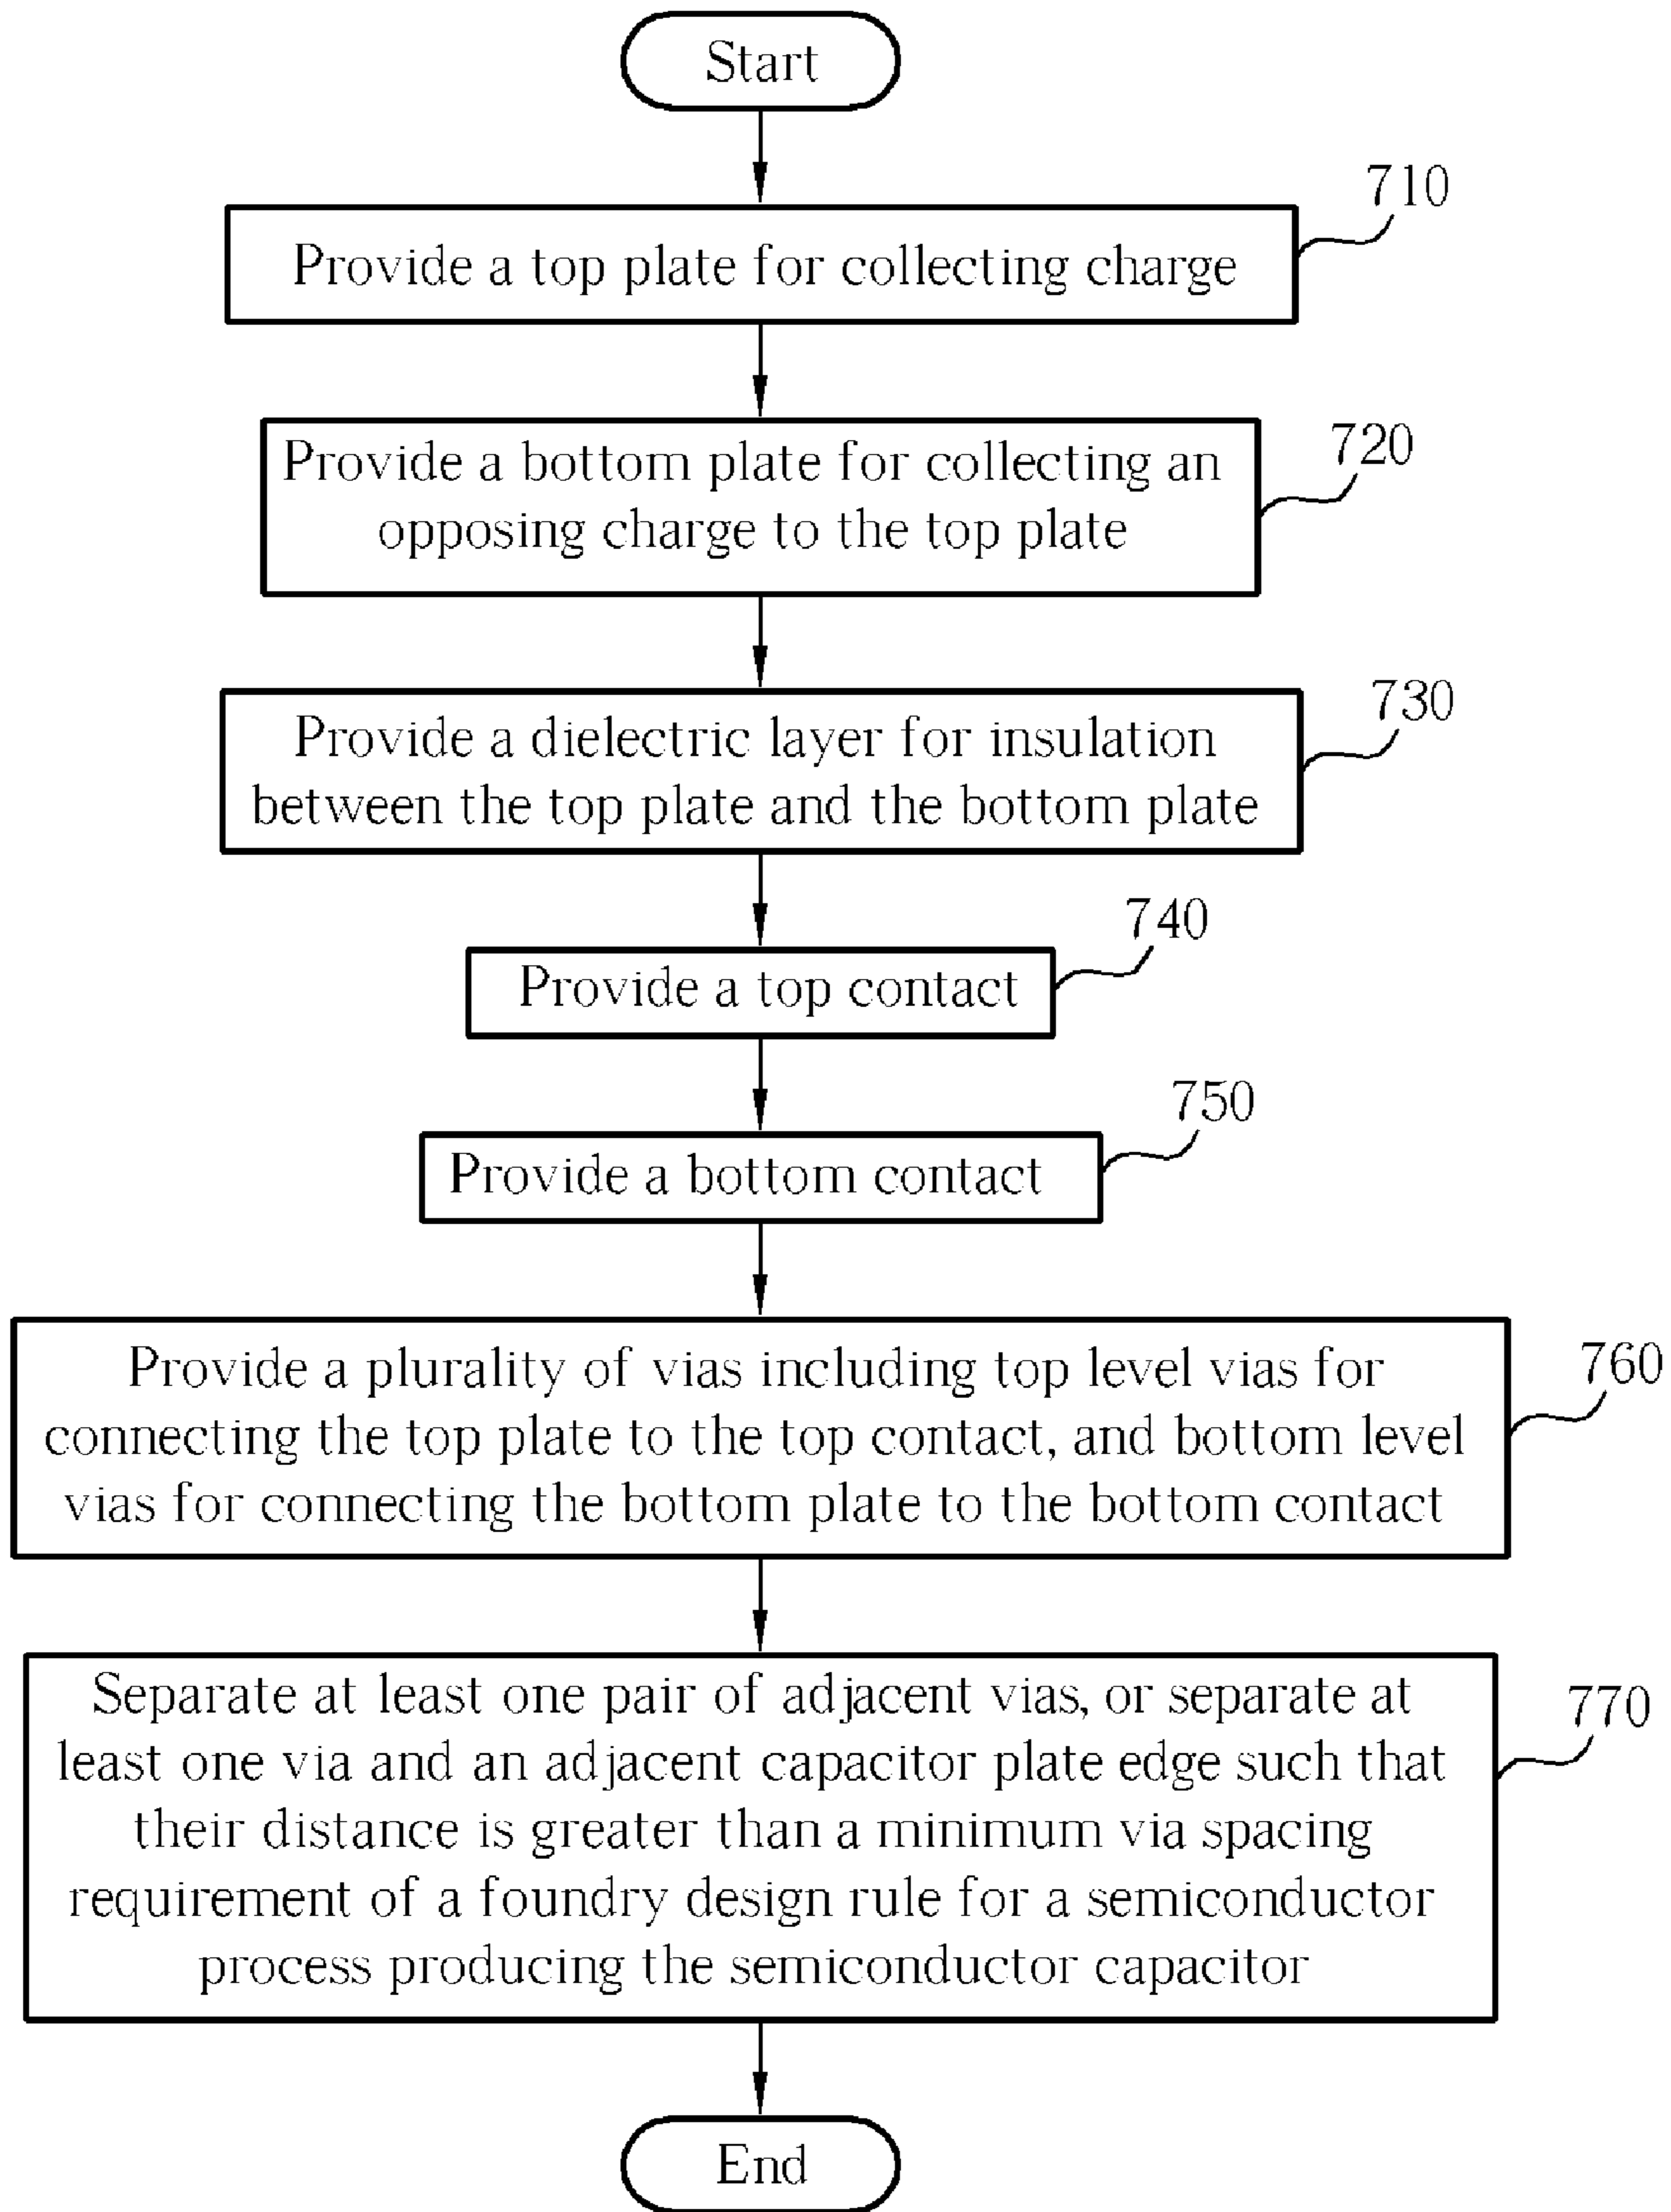 Start
710
Provide a top plate for collecting charge
720
Provide a bottom plate for collecting an
opposing charge to the top plate
730
Provide a dielectric layer for insulation
between the top plate and the bottom plate
740
Provide a top contact
750
Provide a bottom contact
760
Provide a plurality of vias including top level vias for
connecting the top plate to the top contact, and bottom level
vias for connecting the bottom plate to the bottom contact
770
Separate at least one pair of adjacent vias, or separate at
least one via and an adjacent capacitor plate edge such that
their distance is greater than a minimum via spacing
requirement of a foundry design rule for a semiconductor
process producing the semiconductor capacitor
End